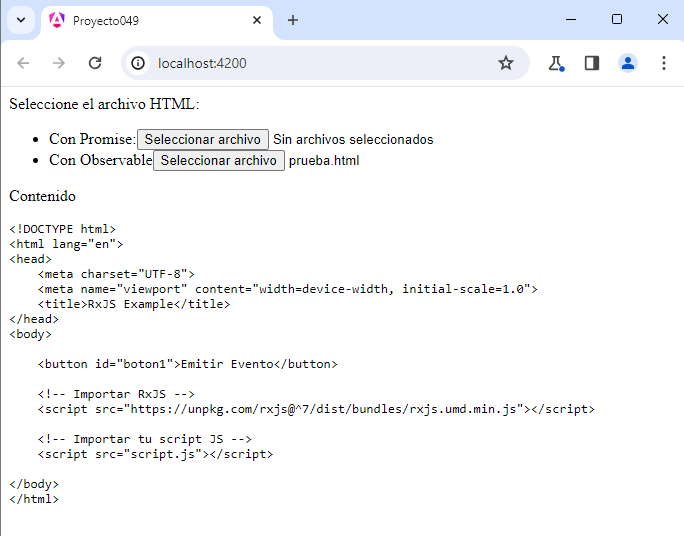 Proyecto049
localhost:4200
Seleccione el archivo HTML:
Con Promise: Seleccionar archivo Sin archivos seleccionados
Con Observable Seleccionar archivo prueba.html
Contenido
<!DOCTYPE html>
<html lang="en">
<head>
    <meta charset="UTF-8">
    <meta name="viewport" content="width=device-width, initial-scale=1.0">
    <title>RxJS Example</title>
</head>
<body>
    <button id="boton1">Emitir Evento</button>
    <!-- Importar RxJS -->
    <script src="https://unpkg.com/rxjs@^7/dist/bundles/rxjs.umd.min.js"></script>
    <!-- Importar tu script JS -->
    <script src="script.js"></script>
</body>
</html>